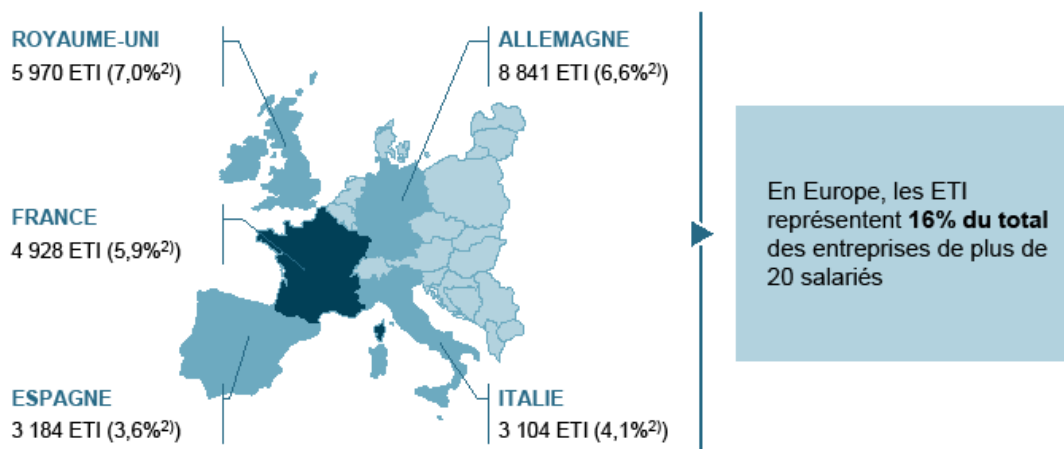 ROYAUME-UNI
5 970 ETI (7,0%²⁾)
ALLEMAGNE
8 841 ETI (6,6%²⁾)
FRANCE
4 928 ETI (5,9%²⁾)
ESPAGNE
3 184 ETI (3,6%²⁾)
ITALIE
3 104 ETI (4,1%²⁾)
En Europe, les ETI
représentent 16% du total
des entreprises de plus de
20 salariés